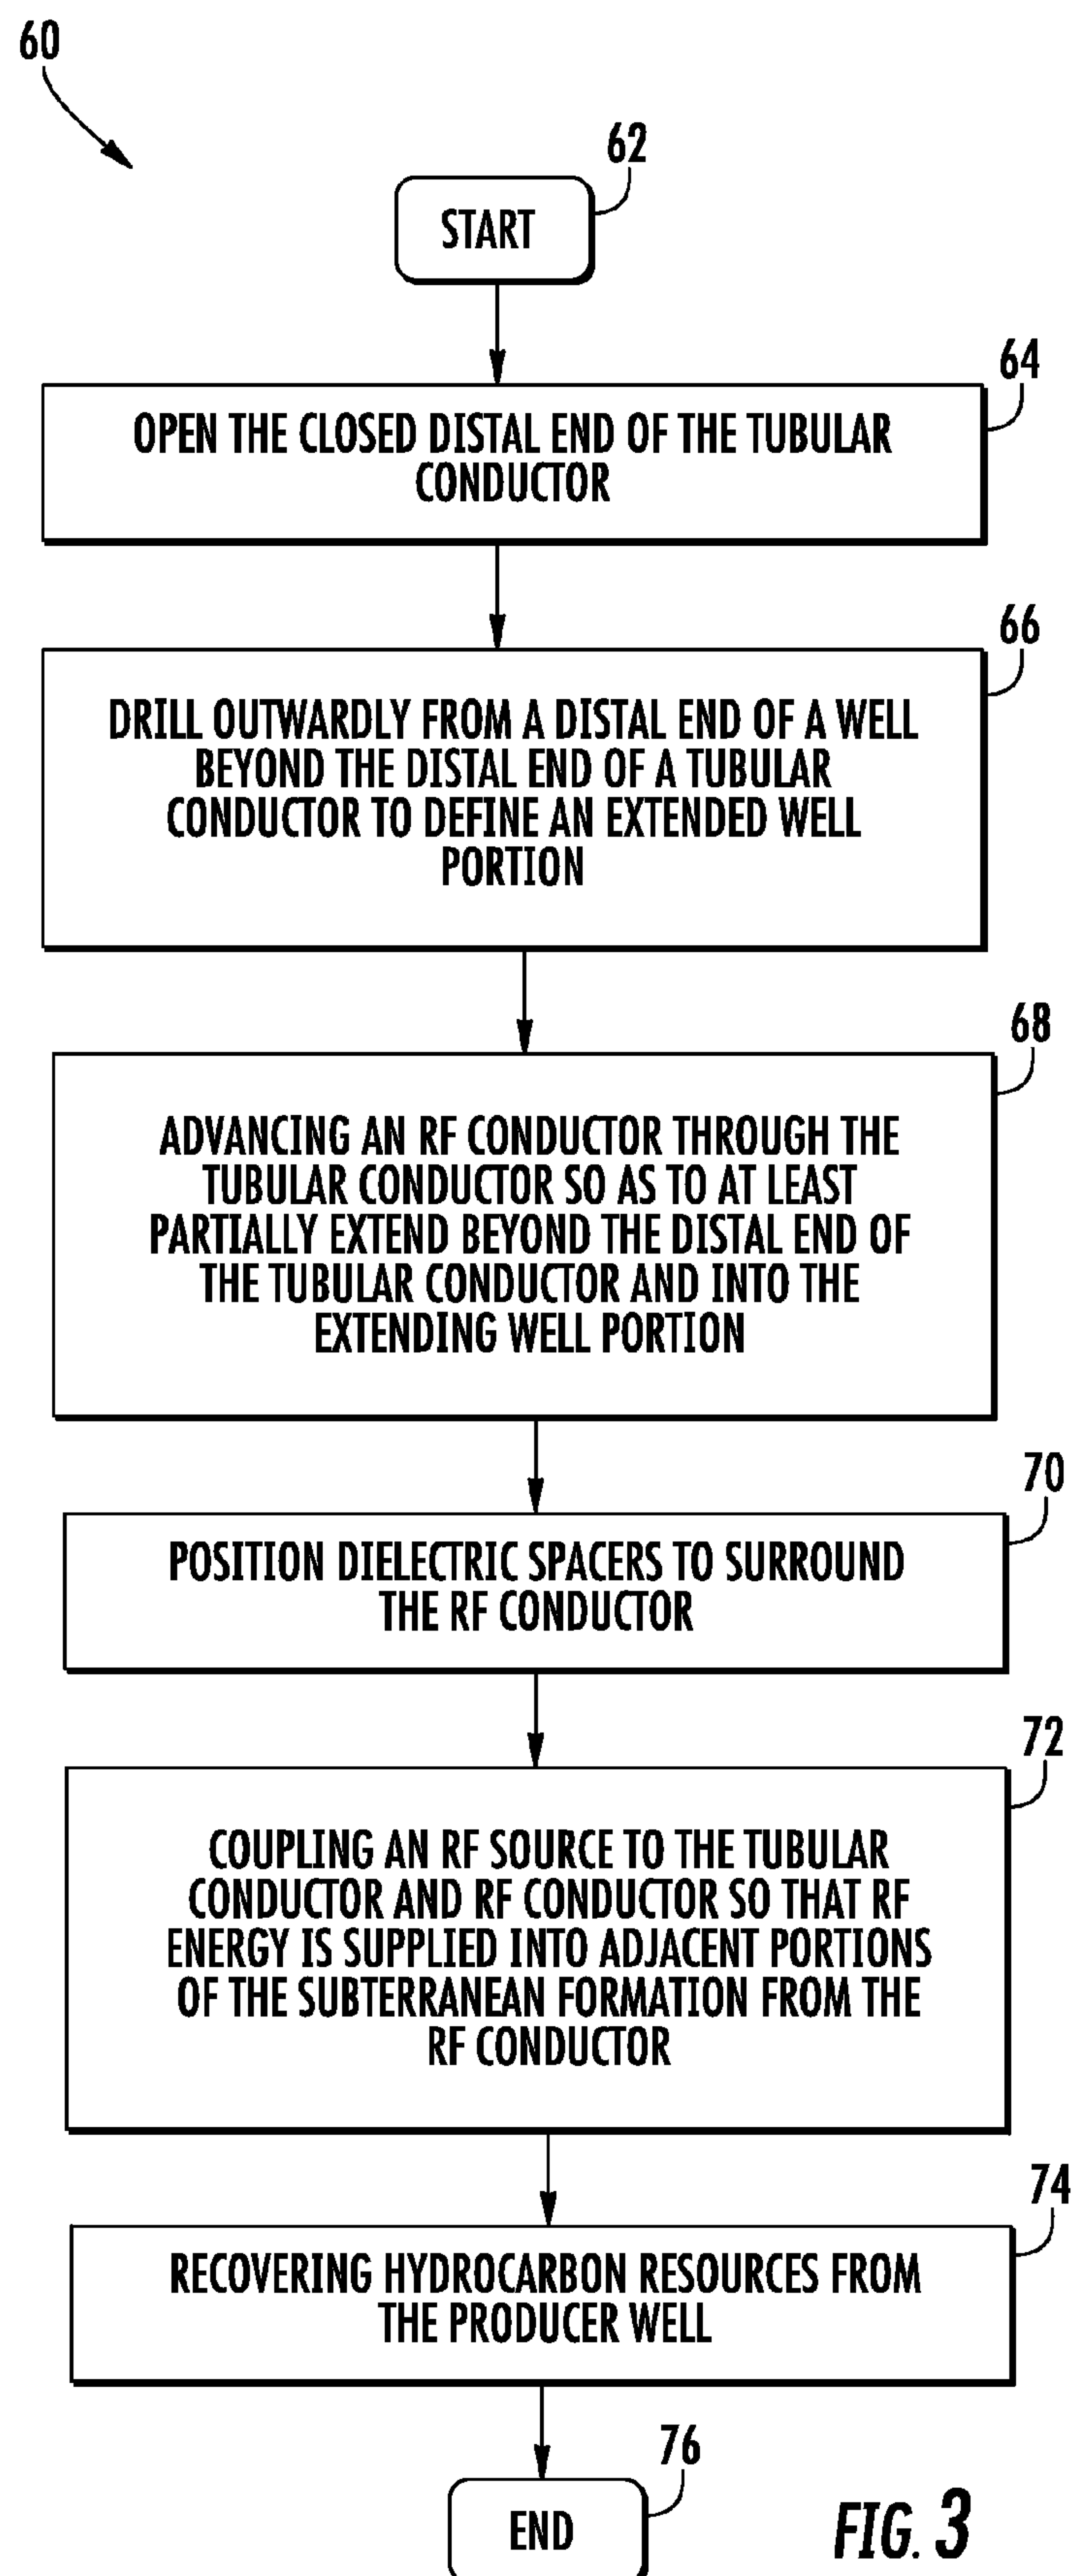 60
62
START
64
OPEN THE CLOSED DISTAL END OF THE TUBULAR
CONDUCTOR
66
DRILL OUTWARDLY FROM A DISTAL END OF A WELL
BEYOND THE DISTAL END OF A TUBULAR
CONDUCTOR TO DEFINE AN EXTENDED WELL
PORTION
68
ADVANCING AN RF CONDUCTOR THROUGH THE
TUBULAR CONDUCTOR SO AS TO AT LEAST
PARTIALLY EXTEND BEYOND THE DISTAL END OF
THE TUBULAR CONDUCTOR AND INTO THE
EXTENDING WELL PORTION
70
POSITION DIELECTRIC SPACERS TO SURROUND
THE RF CONDUCTOR
72
COUPLING AN RF SOURCE TO THE TUBULAR
CONDUCTOR AND RF CONDUCTOR SO THAT RF
ENERGY IS SUPPLIED INTO ADJACENT PORTIONS
OF THE SUBTERRANEAN FORMATION FROM THE
RF CONDUCTOR
74
RECOVERING HYDROCARBON RESOURCES FROM
THE PRODUCER WELL
76
END
FIG. 3